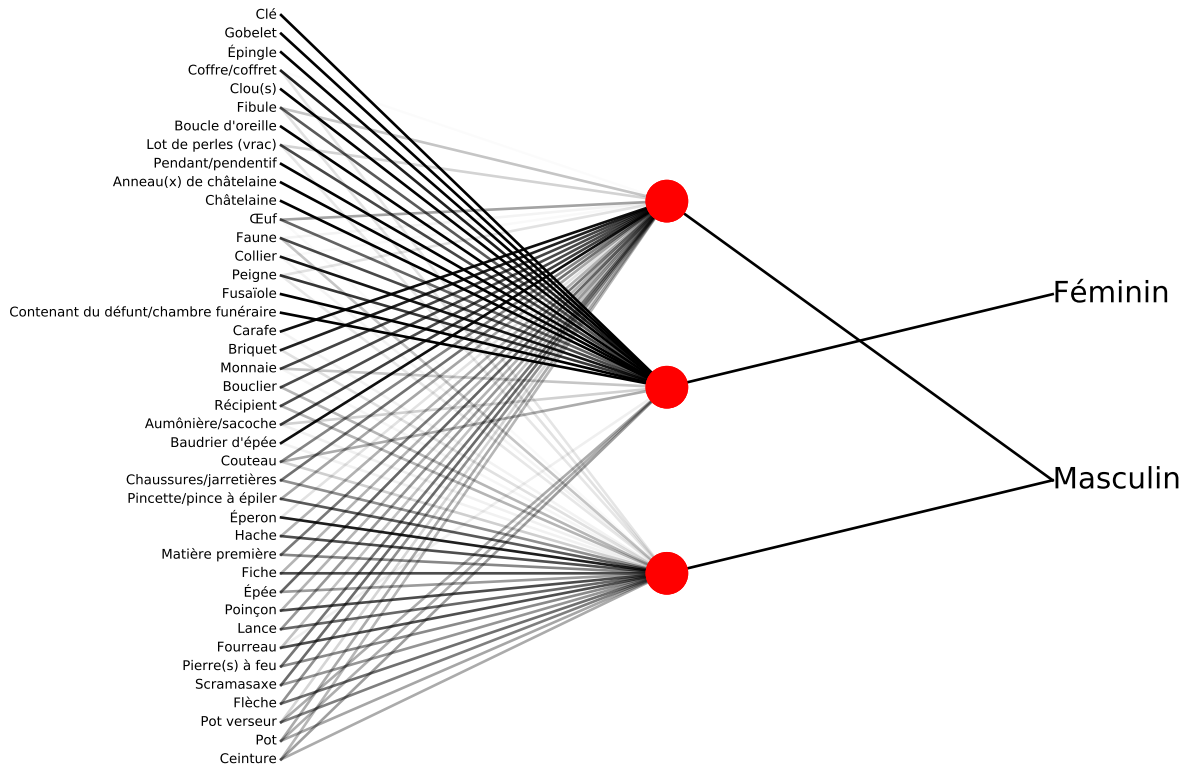 Clé
Gobelet
Épingle
Coffre/coffret
Clou(s)
Fibule
Boucle d'oreille
Lot de perles (vrac)
Pendant/pendentif
Anneau(x) de châtelaine
Châtelaine
Œuf
Faune
Collier
Peigne
Fusaïole
Contenant du défunt/chambre funéraire
Carafe
Briquet
Monnaie
Bouclier
Récipient
Aumônière/sacoche
Baudrier d'épée
Couteau
Chaussures/jarretières
Pincette/pince à épiler
Éperon
Hache
Matière première
Fiche
Épée
Poinçon
Lance
Fourreau
Pierre(s) à feu
Scramasaxe
Flèche
Pot verseur
Pot
Ceinture
Féminin
Masculin